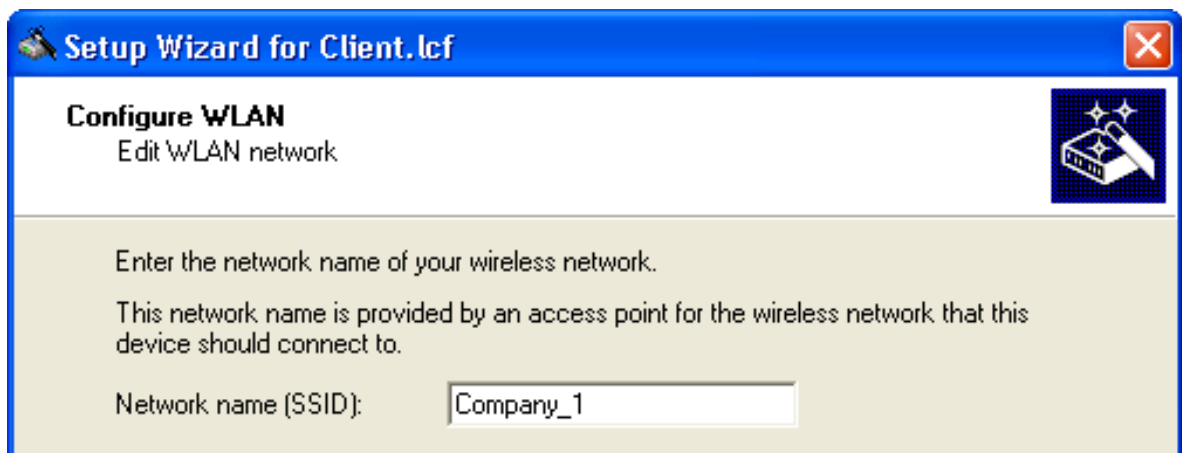 Setup Wizard for Client.lcf
Configure WLAN
Edit WLAN network
Enter the network name of your wireless network.
This network name is provided by an access point for the wireless network that this
device should connect to.
Network name (SSID): Company_1